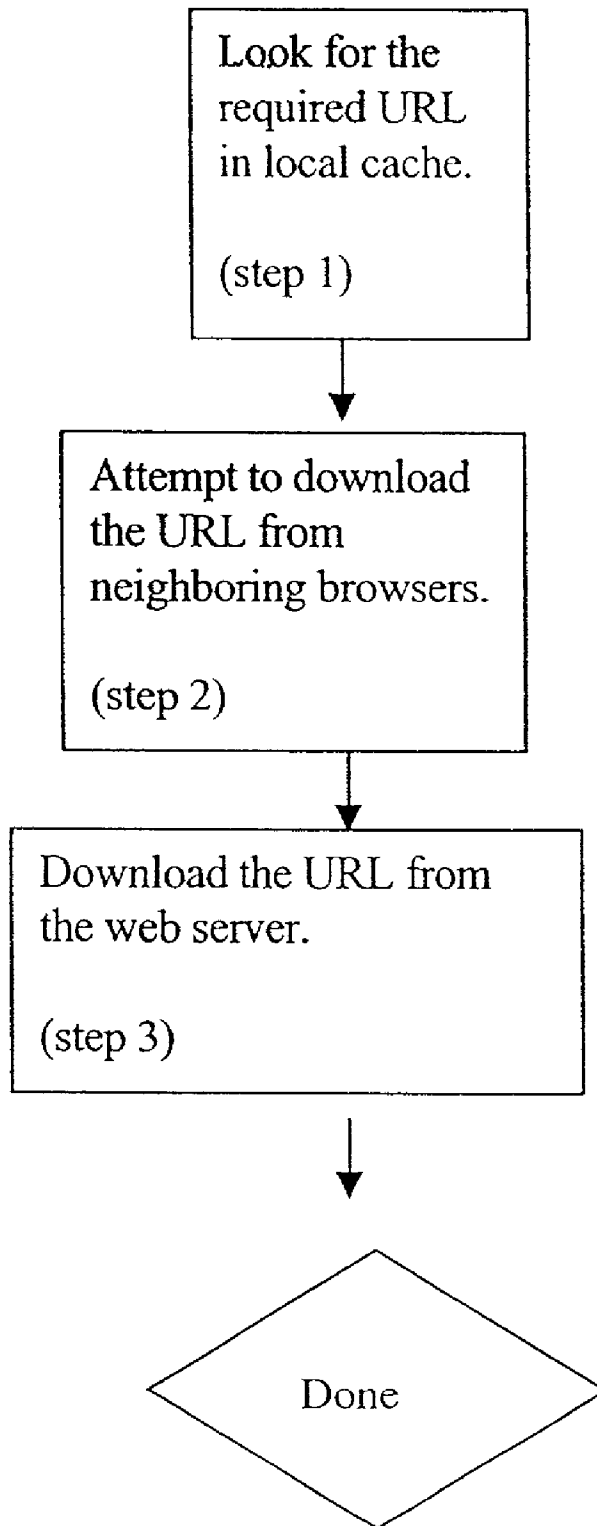 Look for the
required URL
in local cache.
(step 1)
Attempt to download
the URL from
neighboring browsers.
(step 2)
Download the URL from
the web server.
(step 3)
Done